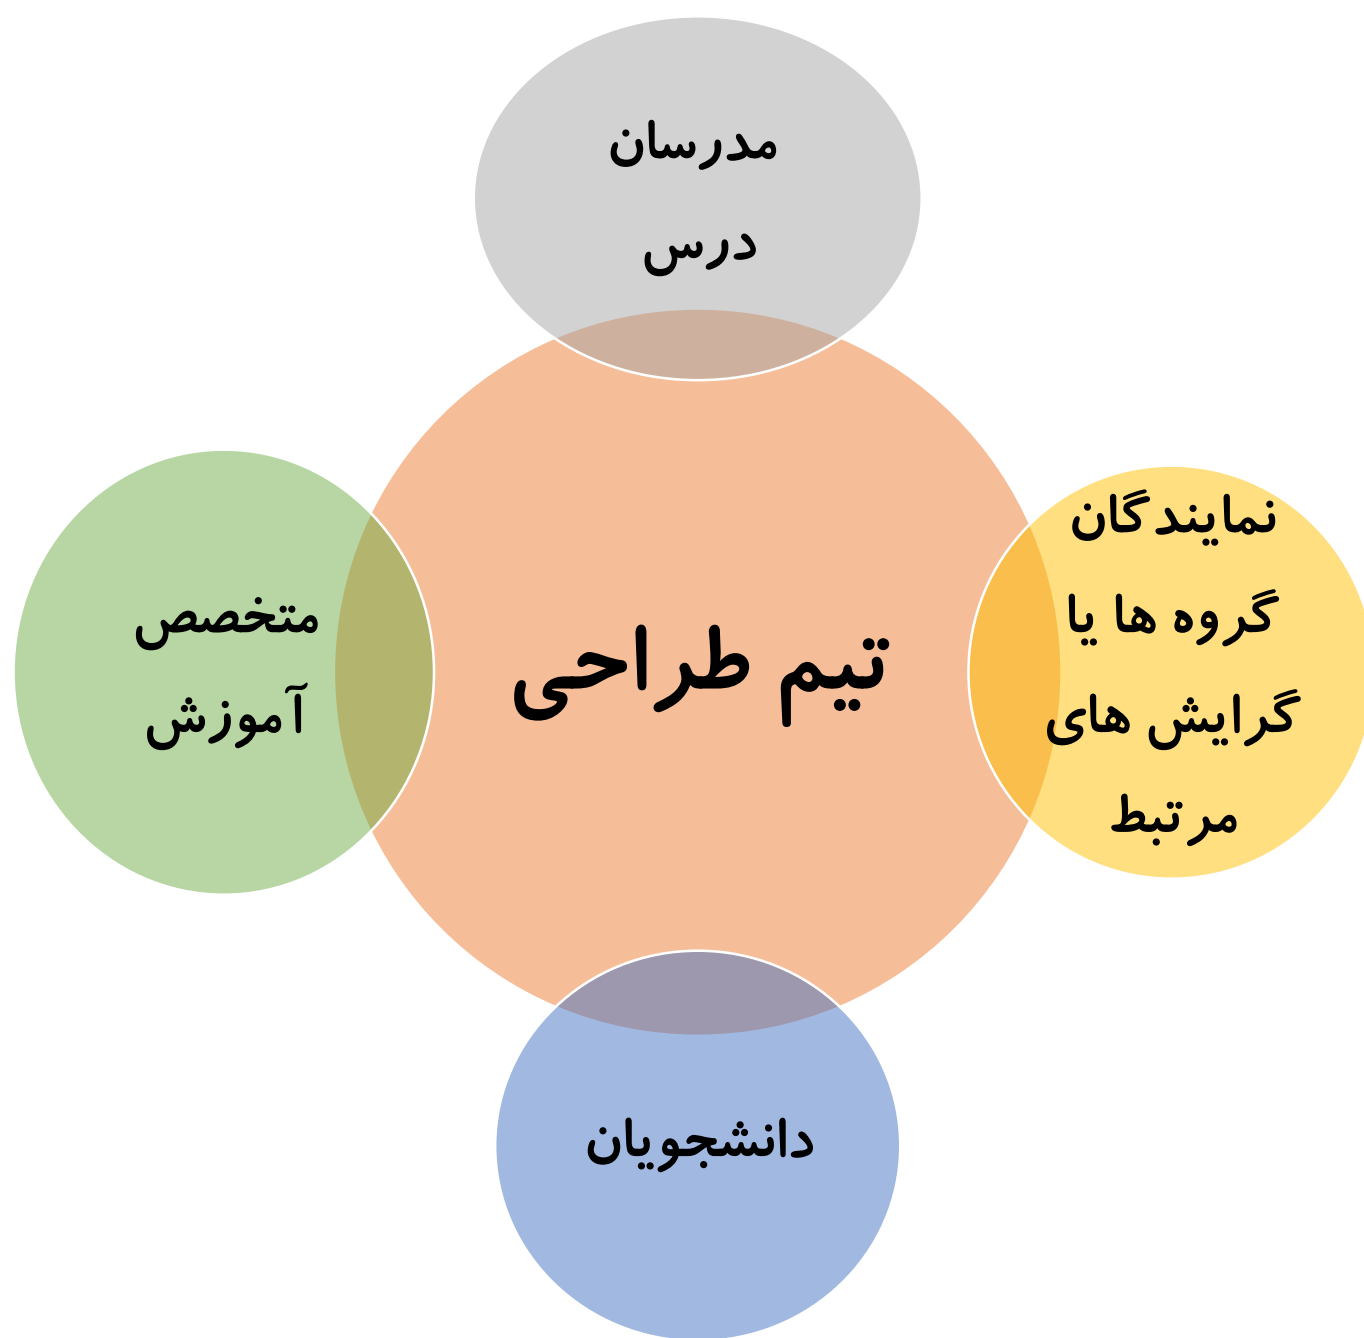 مدرسان
درس
نمایندگان
گروه ها یا
گرایش های
مرتبط
تیم طراحی
متخصص
آموزش
دانشجویان